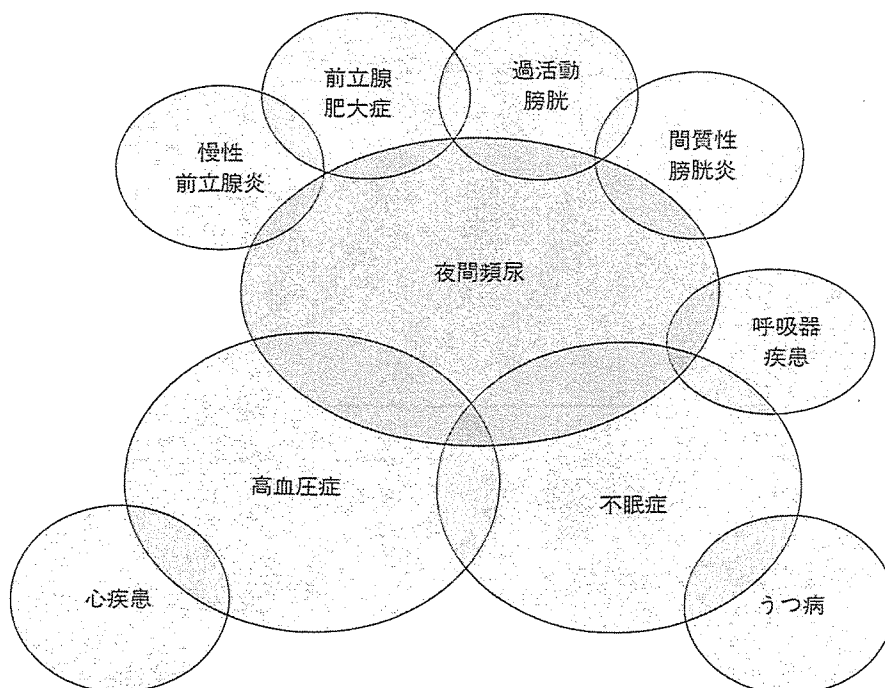 前立腺
肥大症
過活動
膀胱
慢性
前立腺炎
間質性
膀胱炎
夜間頻尿
呼吸器
疾患
高血圧症
不眠症
心疾患
うつ病